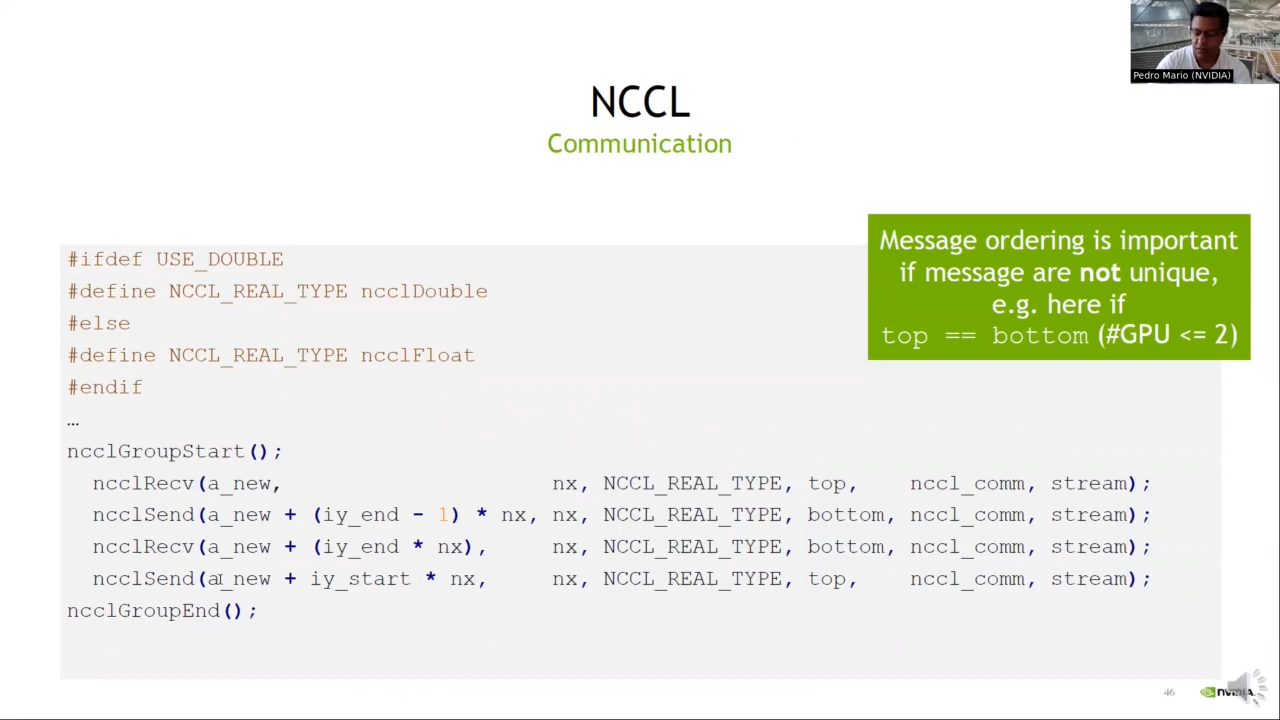 Pedro Mario (NVIDIA)
NCCL
Communication
Message ordering is important
if message are not unique,
e.g. here if
top == bottom (#GPU <= 2)
#ifdef USE_DOUBLE
#define NCCL_REAL_TYPE ncclDouble
#else
#define NCCL_REAL_TYPE ncclFloat
#endif
…
ncclGroupStart();
ncclRecv(a_new, nx, NCCL_REAL_TYPE, top, nccl_comm, stream);
ncclSend(a_new + (iy_end - 1) * nx, nx, NCCL_REAL_TYPE, bottom, nccl_comm, stream);
ncclRecv(a_new + (iy_end * nx), nx, NCCL_REAL_TYPE, bottom, nccl_comm, stream);
ncclSend(a_new + iy_start * nx, nx, NCCL_REAL_TYPE, top, nccl_comm, stream);
ncclGroupEnd();
46
NVIDIA